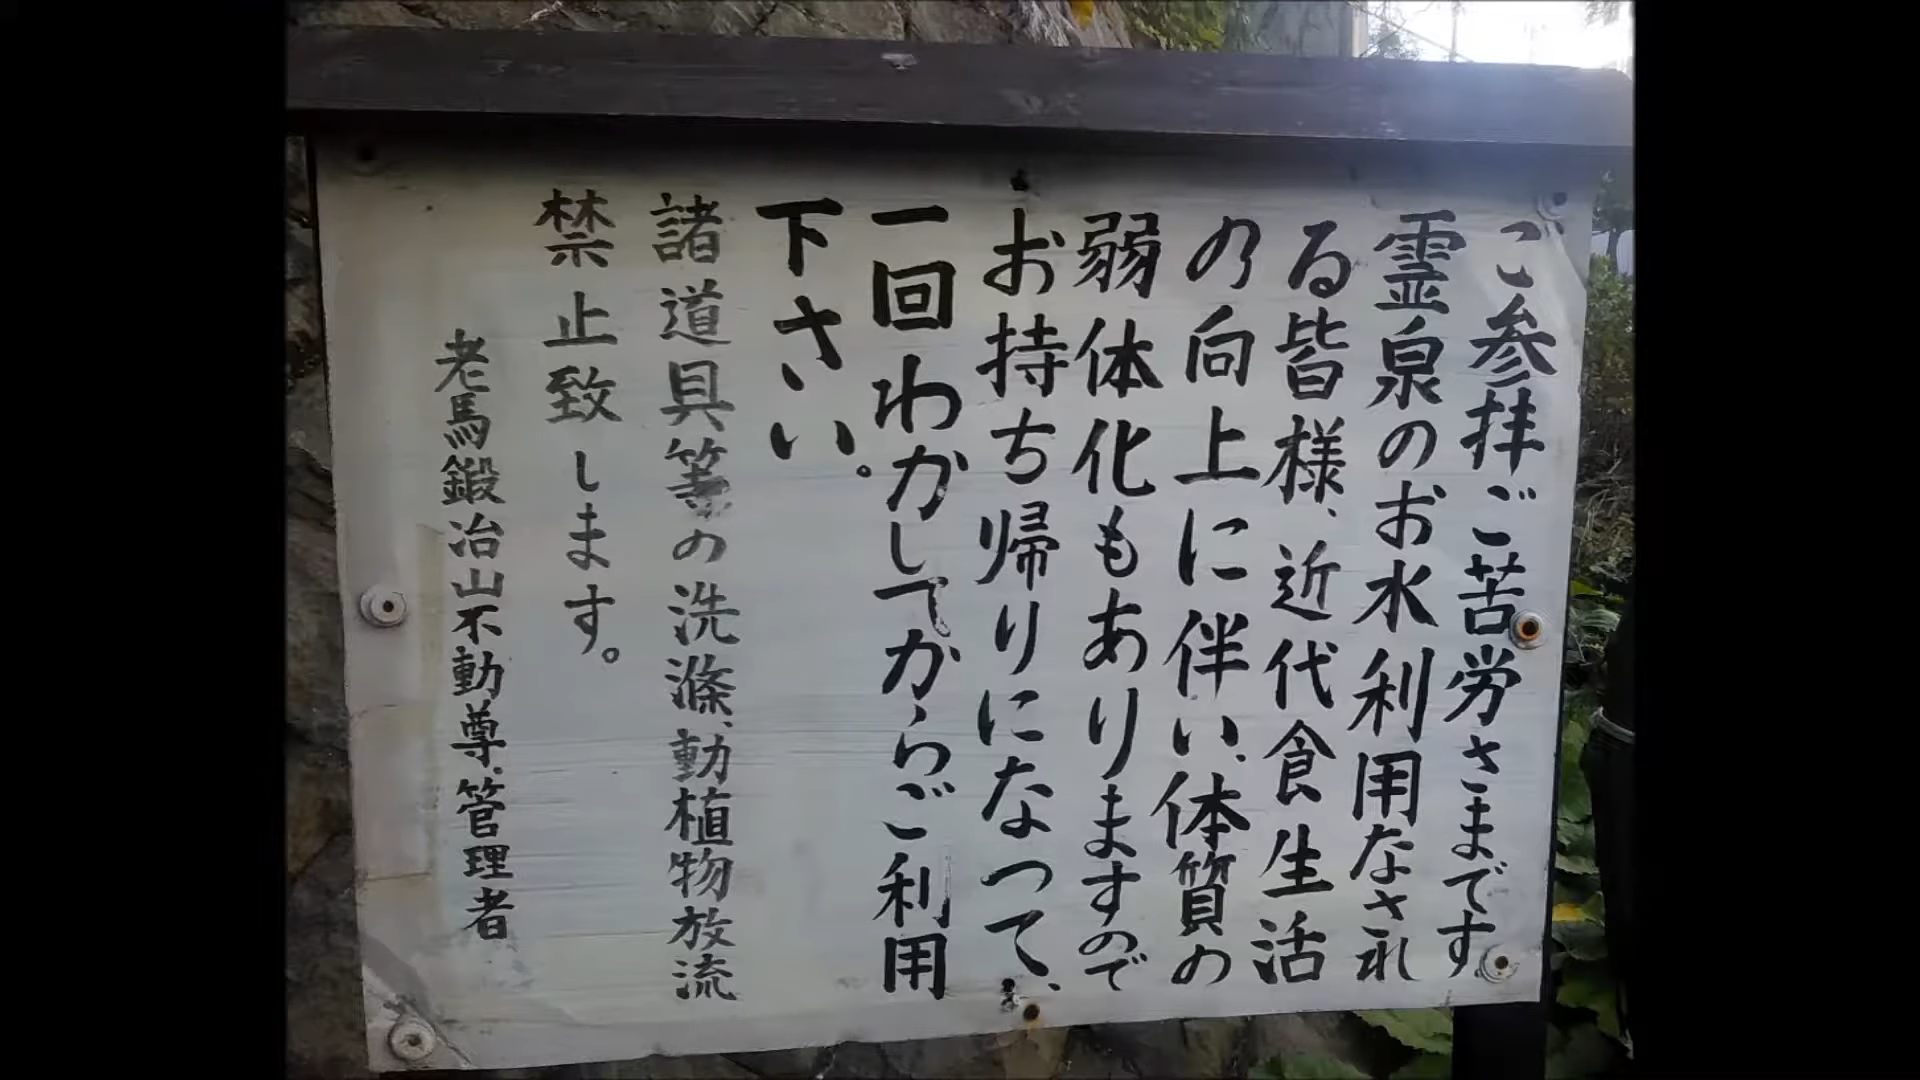 ご参拝ご苦労さまです。
霊泉のお水利用なされ
る皆様、近代食生活
の向上に伴い、体質の
弱体化もありますので
お持ち帰りになつて、
一回わかしてからご利用
下さい。
諸道具等の洗滌、動植物放流
禁止致します。
老馬鍛冶山不動尊、管理者